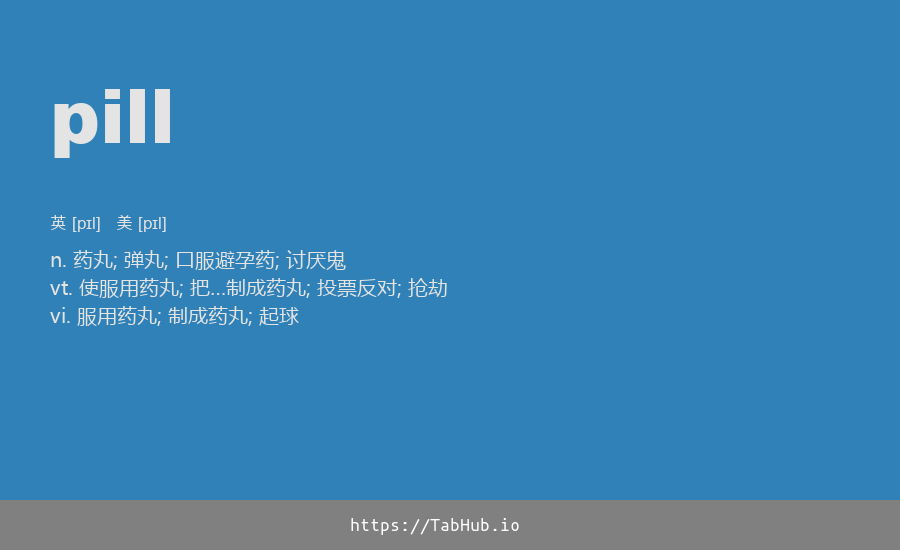 pill
英 [pɪl] 美 [pɪl]
n. 药丸; 弹丸; 口服避孕药; 讨厌鬼
vt. 使服用药丸; 把...制成药丸; 投票反对; 抢劫
vi. 服用药丸; 制成药丸; 起球
https://TabHub.io